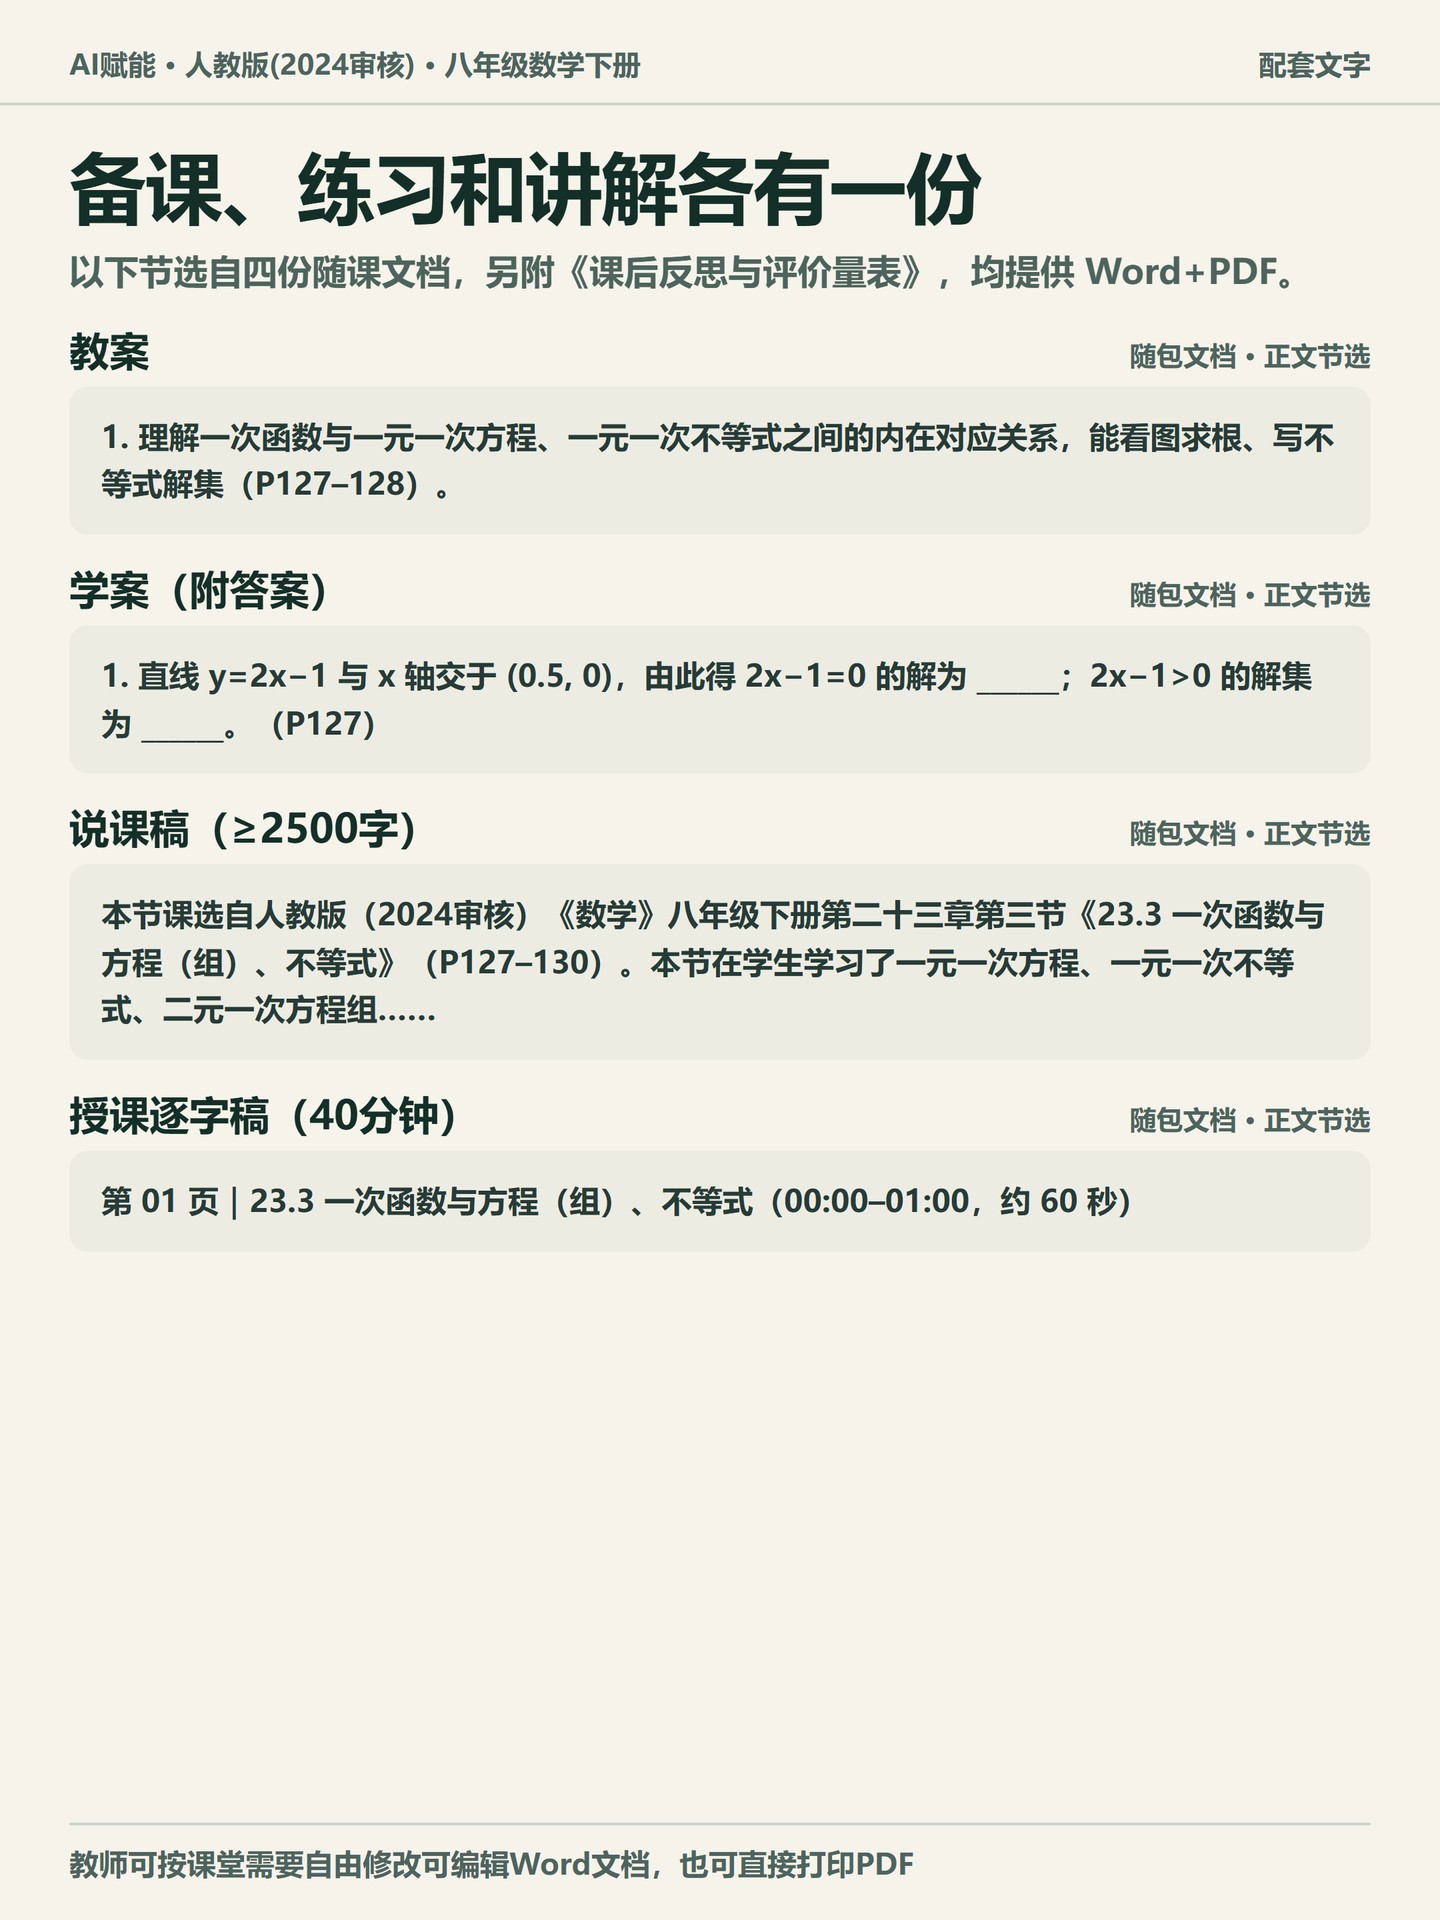 AI赋能 • 人教版(2024审核) • 八年级数学下册
配套文字
备课、练习和讲解各有一份
以下节选自四份随课文档，另附《课后反思与评价量表》，均提供 Word+PDF。
教案
随包文档 • 正文节选
1. 理解一次函数与一元一次方程、一元一次不等式之间的内在对应关系，能看图求根、写不
等式解集（P127–128）。
学案（附答案）
随包文档 • 正文节选
1. 直线 y=2x−1 与 x 轴交于 (0.5, 0)，由此得 2x−1=0 的解为 _____；2x−1>0 的解集
为 _____。（P127）
说课稿（≥2500字）
随包文档 • 正文节选
本节课选自人教版（2024审核）《数学》八年级下册第二十三章第三节《23.3 一次函数与
方程（组）、不等式》（P127–130）。本节在学生学习了一元一次方程、一元一次不等
式、二元一次方程组……
授课逐字稿（40分钟）
随包文档 • 正文节选
第 01 页｜23.3 一次函数与方程（组）、不等式（00:00–01:00，约 60 秒）
教师可按课堂需要自由修改可编辑Word文档，也可直接打印PDF